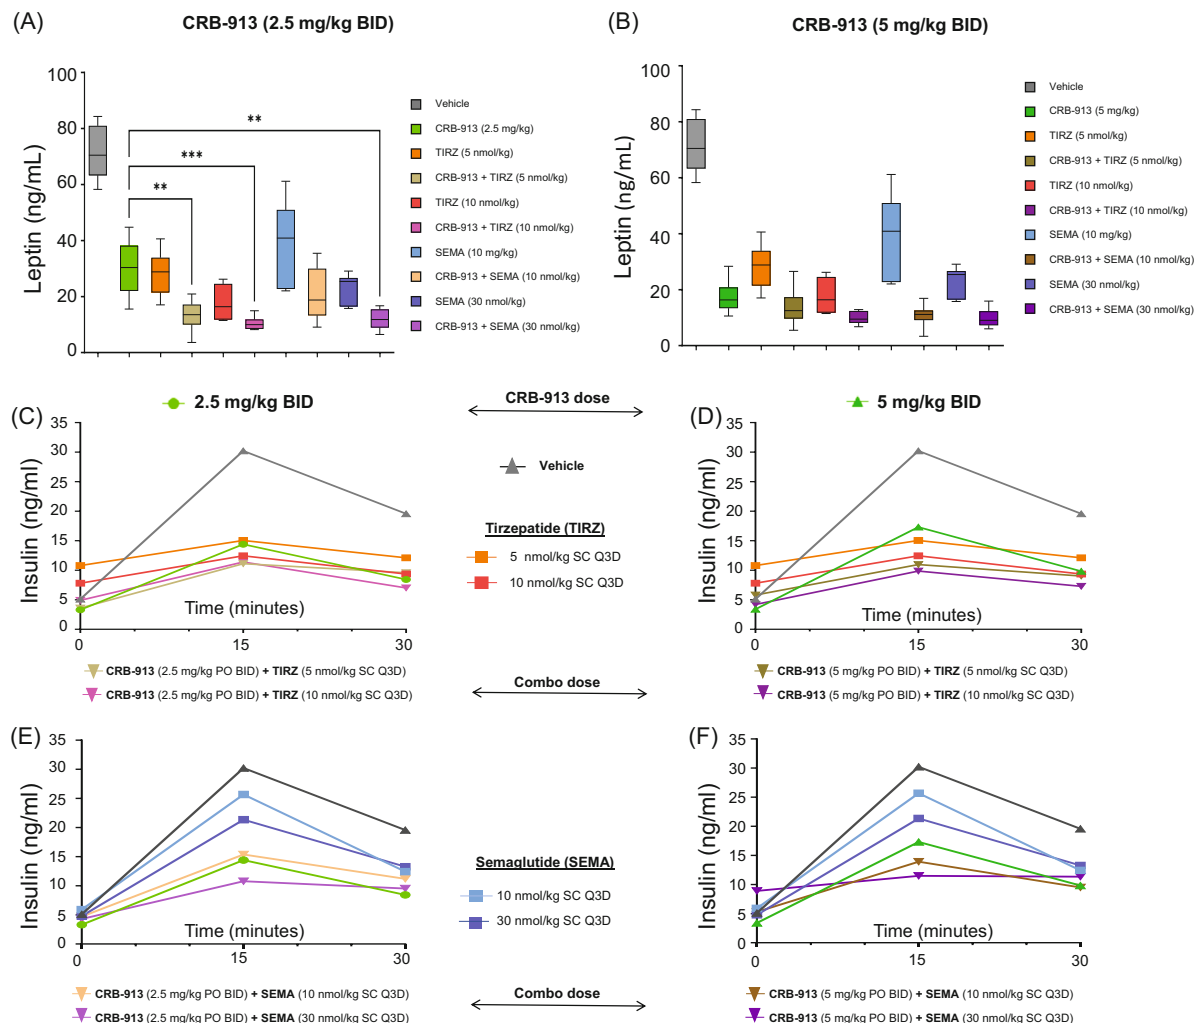 (A)
CRB-913 (2.5 mg/kg BID)
Leptin (ng/mL)
100
80
60
40
20
0
**
***
**
Vehicle
CRB-913 (2.5 mg/kg)
TIRZ (5 nmol/kg)
CRB-913 + TIRZ (5 nmol/kg)
TIRZ (10 nmol/kg)
CRB-913 + TIRZ (10 nmol/kg)
SEMA (10 mg/kg)
CRB-913 + SEMA (10 nmol/kg)
SEMA (30 nmol/kg)
CRB-913 + SEMA (30 nmol/kg)
(B)
CRB-913 (5 mg/kg BID)
Leptin (ng/mL)
100
80
60
40
20
0
Vehicle
CRB-913 (5 mg/kg)
TIRZ (5 nmol/kg)
CRB-913 + TIRZ (5 nmol/kg)
TIRZ (10 nmol/kg)
CRB-913 + TIRZ (10 nmol/kg)
SEMA (10 mg/kg)
CRB-913 + SEMA (10 nmol/kg)
SEMA (30 nmol/kg)
CRB-913 + SEMA (30 nmol/kg)
(C)
2.5 mg/kg BID
Insulin (ng/ml)
35
30
25
20
15
10
5
0
Time (minutes)
0
15
30
CRB-913 (2.5 mg/kg PO BID) + TIRZ (5 nmol/kg SC Q3D)
CRB-913 (2.5 mg/kg PO BID) + TIRZ (10 nmol/kg SC Q3D)
CRB-913 dose
Vehicle
Tirzepatide (TIRZ)
5 nmol/kg SC Q3D
10 nmol/kg SC Q3D
Combo dose
(D)
5 mg/kg BID
Insulin (ng/ml)
35
30
25
20
15
10
5
0
Time (minutes)
0
15
30
CRB-913 (5 mg/kg PO BID) + TIRZ (5 nmol/kg SC Q3D)
CRB-913 (5 mg/kg PO BID) + TIRZ (10 nmol/kg SC Q3D)
(E)
Insulin (ng/ml)
35
30
25
20
15
10
5
0
Time (minutes)
0
15
30
CRB-913 (2.5 mg/kg PO BID) + SEMA (10 nmol/kg SC Q3D)
CRB-913 (2.5 mg/kg PO BID) + SEMA (30 nmol/kg SC Q3D)
Semaglutide (SEMA)
10 nmol/kg SC Q3D
30 nmol/kg SC Q3D
Combo dose
(F)
Insulin (ng/ml)
35
30
25
20
15
10
5
0
Time (minutes)
0
15
30
CRB-913 (5 mg/kg PO BID) + SEMA (10 nmol/kg SC Q3D)
CRB-913 (5 mg/kg PO BID) + SEMA (30 nmol/kg SC Q3D)